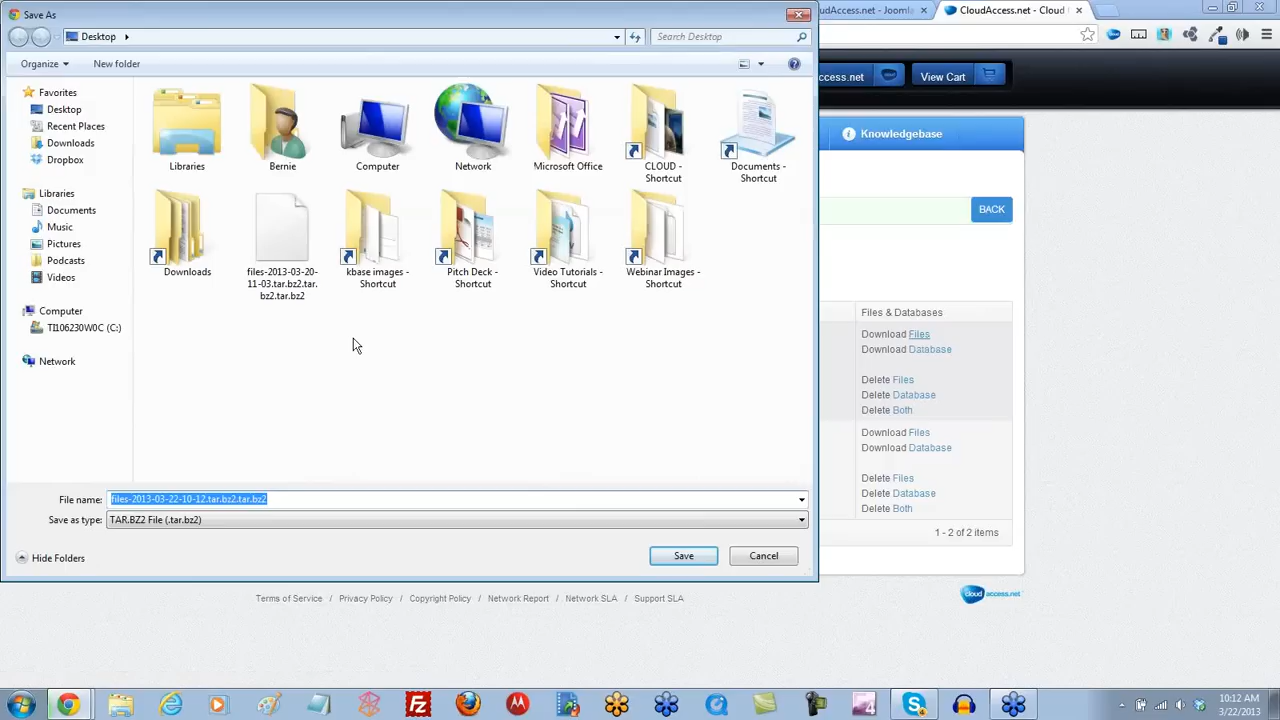 Save As
Desktop
Search Desktop
Organize
New folder
Favorites
Desktop
Recent Places
Downloads
Dropbox
Libraries
Documents
Music
Pictures
Podcasts
Videos
Computer
TI106230W0C (C:)
Network
Libraries
Bernie
Computer
Network
Microsoft Office
CLOUD -
Shortcut
Documents -
Shortcut
Downloads
files-2013-03-20-
11-03.tar.bz2.tar.
bz2.tar.bz2
kbase images -
Shortcut
Pitch Deck -
Shortcut
Video Tutorials -
Shortcut
Webinar Images -
Shortcut
File name:
files-2013-03-22-10-12.tar.bz2.tar.bz2
Save as type:
TAR.BZ2 File (.tar.bz2)
Hide Folders
Save
Cancel
CloudAccess.net - Joomla
CloudAccess.net - Cloud
ccess.net
View Cart
Knowledgebase
BACK
Files & Databases
Download Files
Download Database
Delete Files
Delete Database
Delete Both
Download Files
Download Database
Delete Files
Delete Database
Delete Both
1 - 2 of 2 items
Terms of Service / Privacy Policy / Copyright Policy / Network Report / Network SLA / Support SLA
cloudaccess.net
10:12 AM
3/22/2013